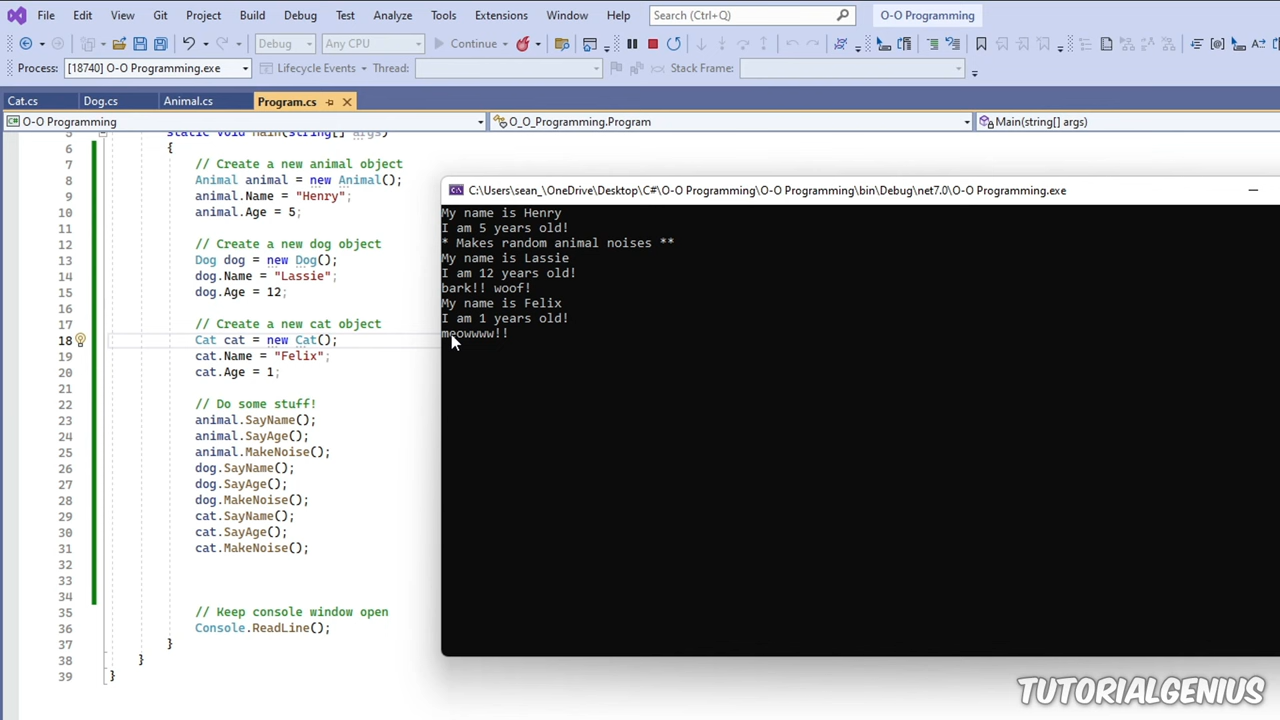 File Edit View Git Project Build Debug Test Analyze Tools Extensions Window Help Search (Ctrl+Q) O-O Programming
Debug Any CPU Continue
Process: [18740] O-O Programming.exe Lifecycle Events Thread: Stack Frame:
Cat.cs Dog.cs Animal.cs Program.cs
O-O Programming O_O_Programming.Program Main(string[] args)
5 static void Main(string[] args)
6 {
7 // Create a new animal object
8 Animal animal = new Animal();
9 animal.Name = "Henry";
10 animal.Age = 5;
11
12 // Create a new dog object
13 Dog dog = new Dog();
14 dog.Name = "Lassie";
15 dog.Age = 12;
16
17 // Create a new cat object
18 Cat cat = new Cat();
19 cat.Name = "Felix";
20 cat.Age = 1;
21
22 // Do some stuff!
23 animal.SayName();
24 animal.SayAge();
25 animal.MakeNoise();
26 dog.SayName();
27 dog.SayAge();
28 dog.MakeNoise();
29 cat.SayName();
30 cat.SayAge();
31 cat.MakeNoise();
32
33
34
35 // Keep console window open
36 Console.ReadLine();
37 }
38 }
39 }
C:\Users\sean_\OneDrive\Desktop\C#\O-O Programming\O-O Programming\bin\Debug\net7.0\O-O Programming.exe
My name is Henry
I am 5 years old!
* Makes random animal noises **
My name is Lassie
I am 12 years old!
bark!! woof!
My name is Felix
I am 1 years old!
meowwww!!
TUTORIALGENIUS